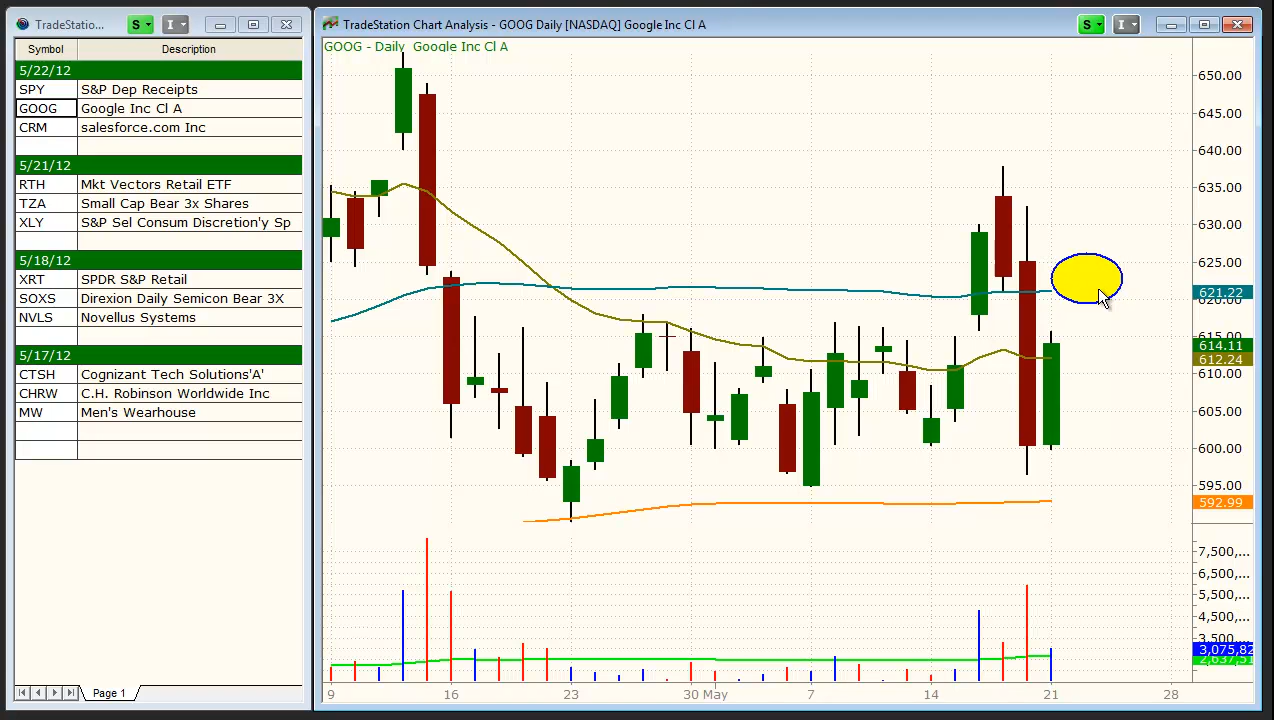 TradeStatio...
S
I
Symbol Description
5/22/12
SPY S&P Dep Receipts
GOOG Google Inc Cl A
CRM salesforce.com Inc
5/21/12
RTH Mkt Vectors Retail ETF
TZA Small Cap Bear 3x Shares
XLY S&P Sel Consum Discretion'y Sp
5/18/12
XRT SPDR S&P Retail
SOXS Direxion Daily Semicon Bear 3X
NVLS Novellus Systems
5/17/12
CTSH Cognizant Tech Solutions'A'
CHRW C.H. Robinson Worldwide Inc
MW Men's Wearhouse
Page 1
TradeStation Chart Analysis - GOOG Daily [NASDAQ] Google Inc Cl A
S
I
GOOG - Daily Google Inc Cl A
650.00
645.00
640.00
635.00
630.00
625.00
621.22
620.00
615.00
614.11
612.24
610.00
605.00
600.00
595.00
592.99
7,500,...
6,500,...
5,500,...
4,500,...
3,500,...
3,075,82
2,637,51
9 16 23 30 May 7 14 21 28